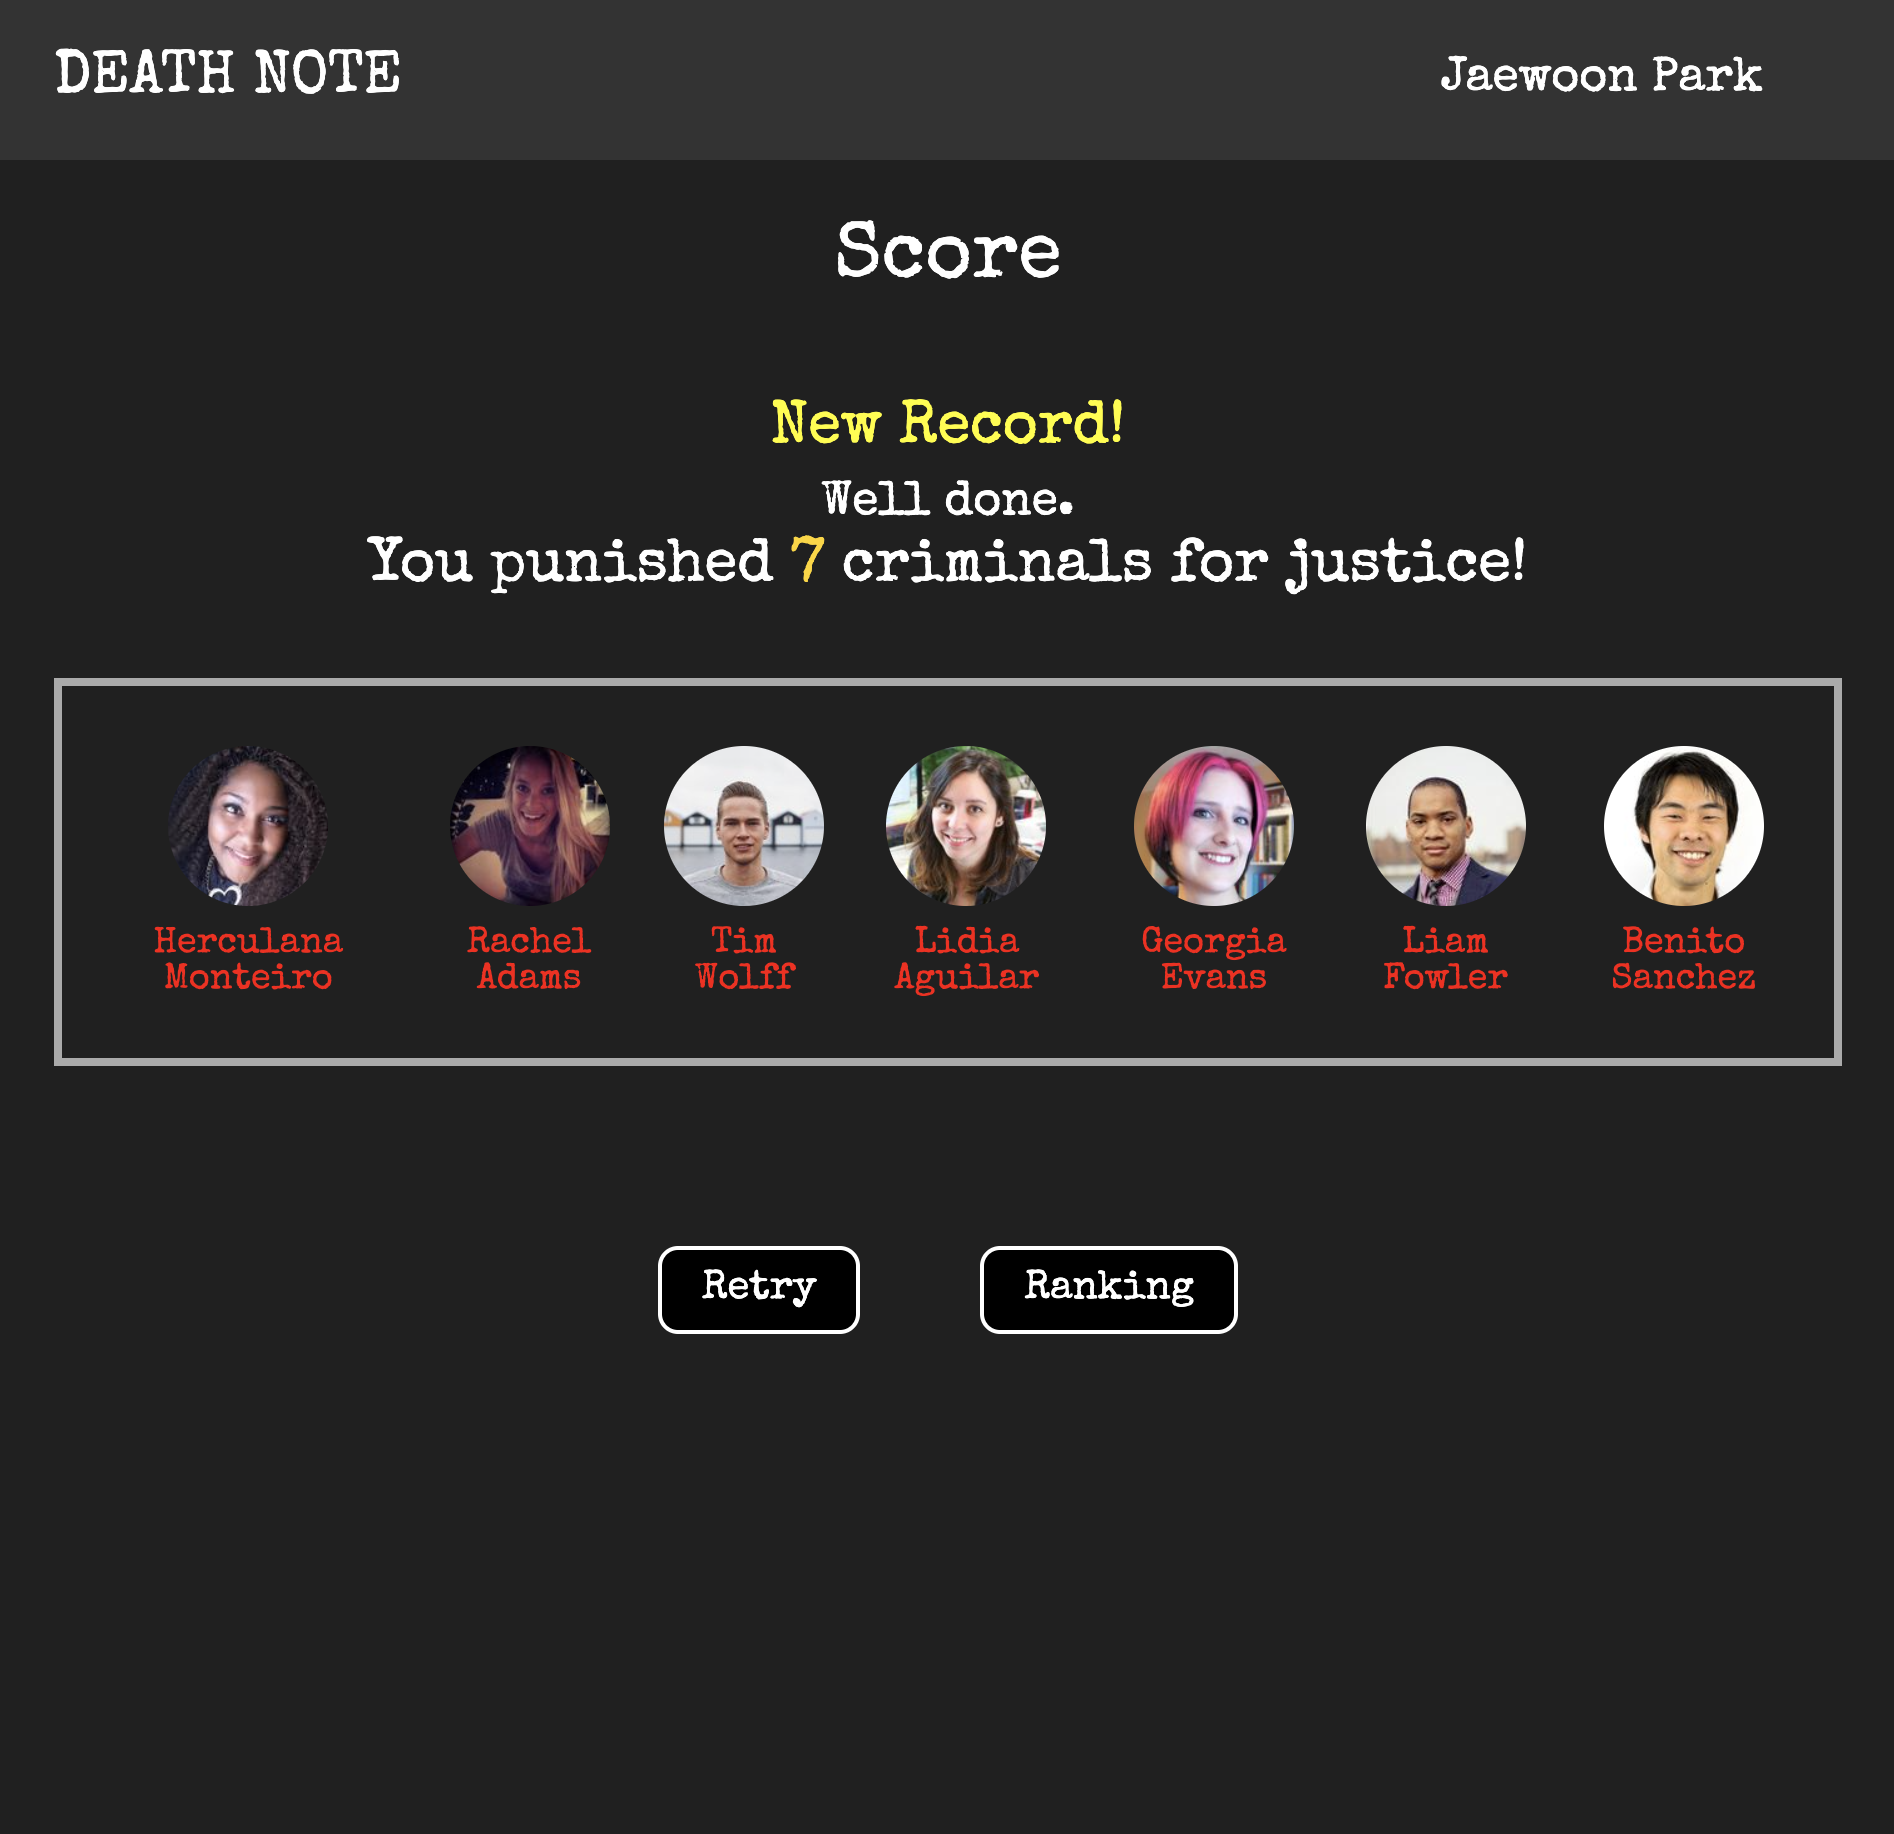 DEATH NOTE
Jaewoon Park
Score
New Record!
Well done.
You punished 7 criminals for justice!
Herculana
Monteiro
Rachel
Adams
Tim
Wolff
Lidia
Aguilar
Georgia
Evans
Liam
Fowler
Benito
Sanchez
Retry
Ranking